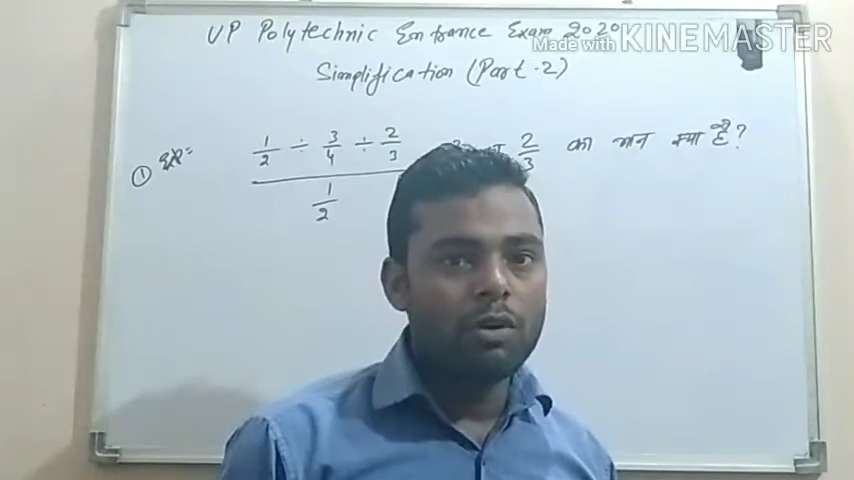 UP Polytechnic Entrance Exam 2020
Made with KINEMASTER
Simplification (Part-2)
① Ex= 1/2 ÷ 3/4 ÷ 2/3 2/3 का मान क्या है?
1/2